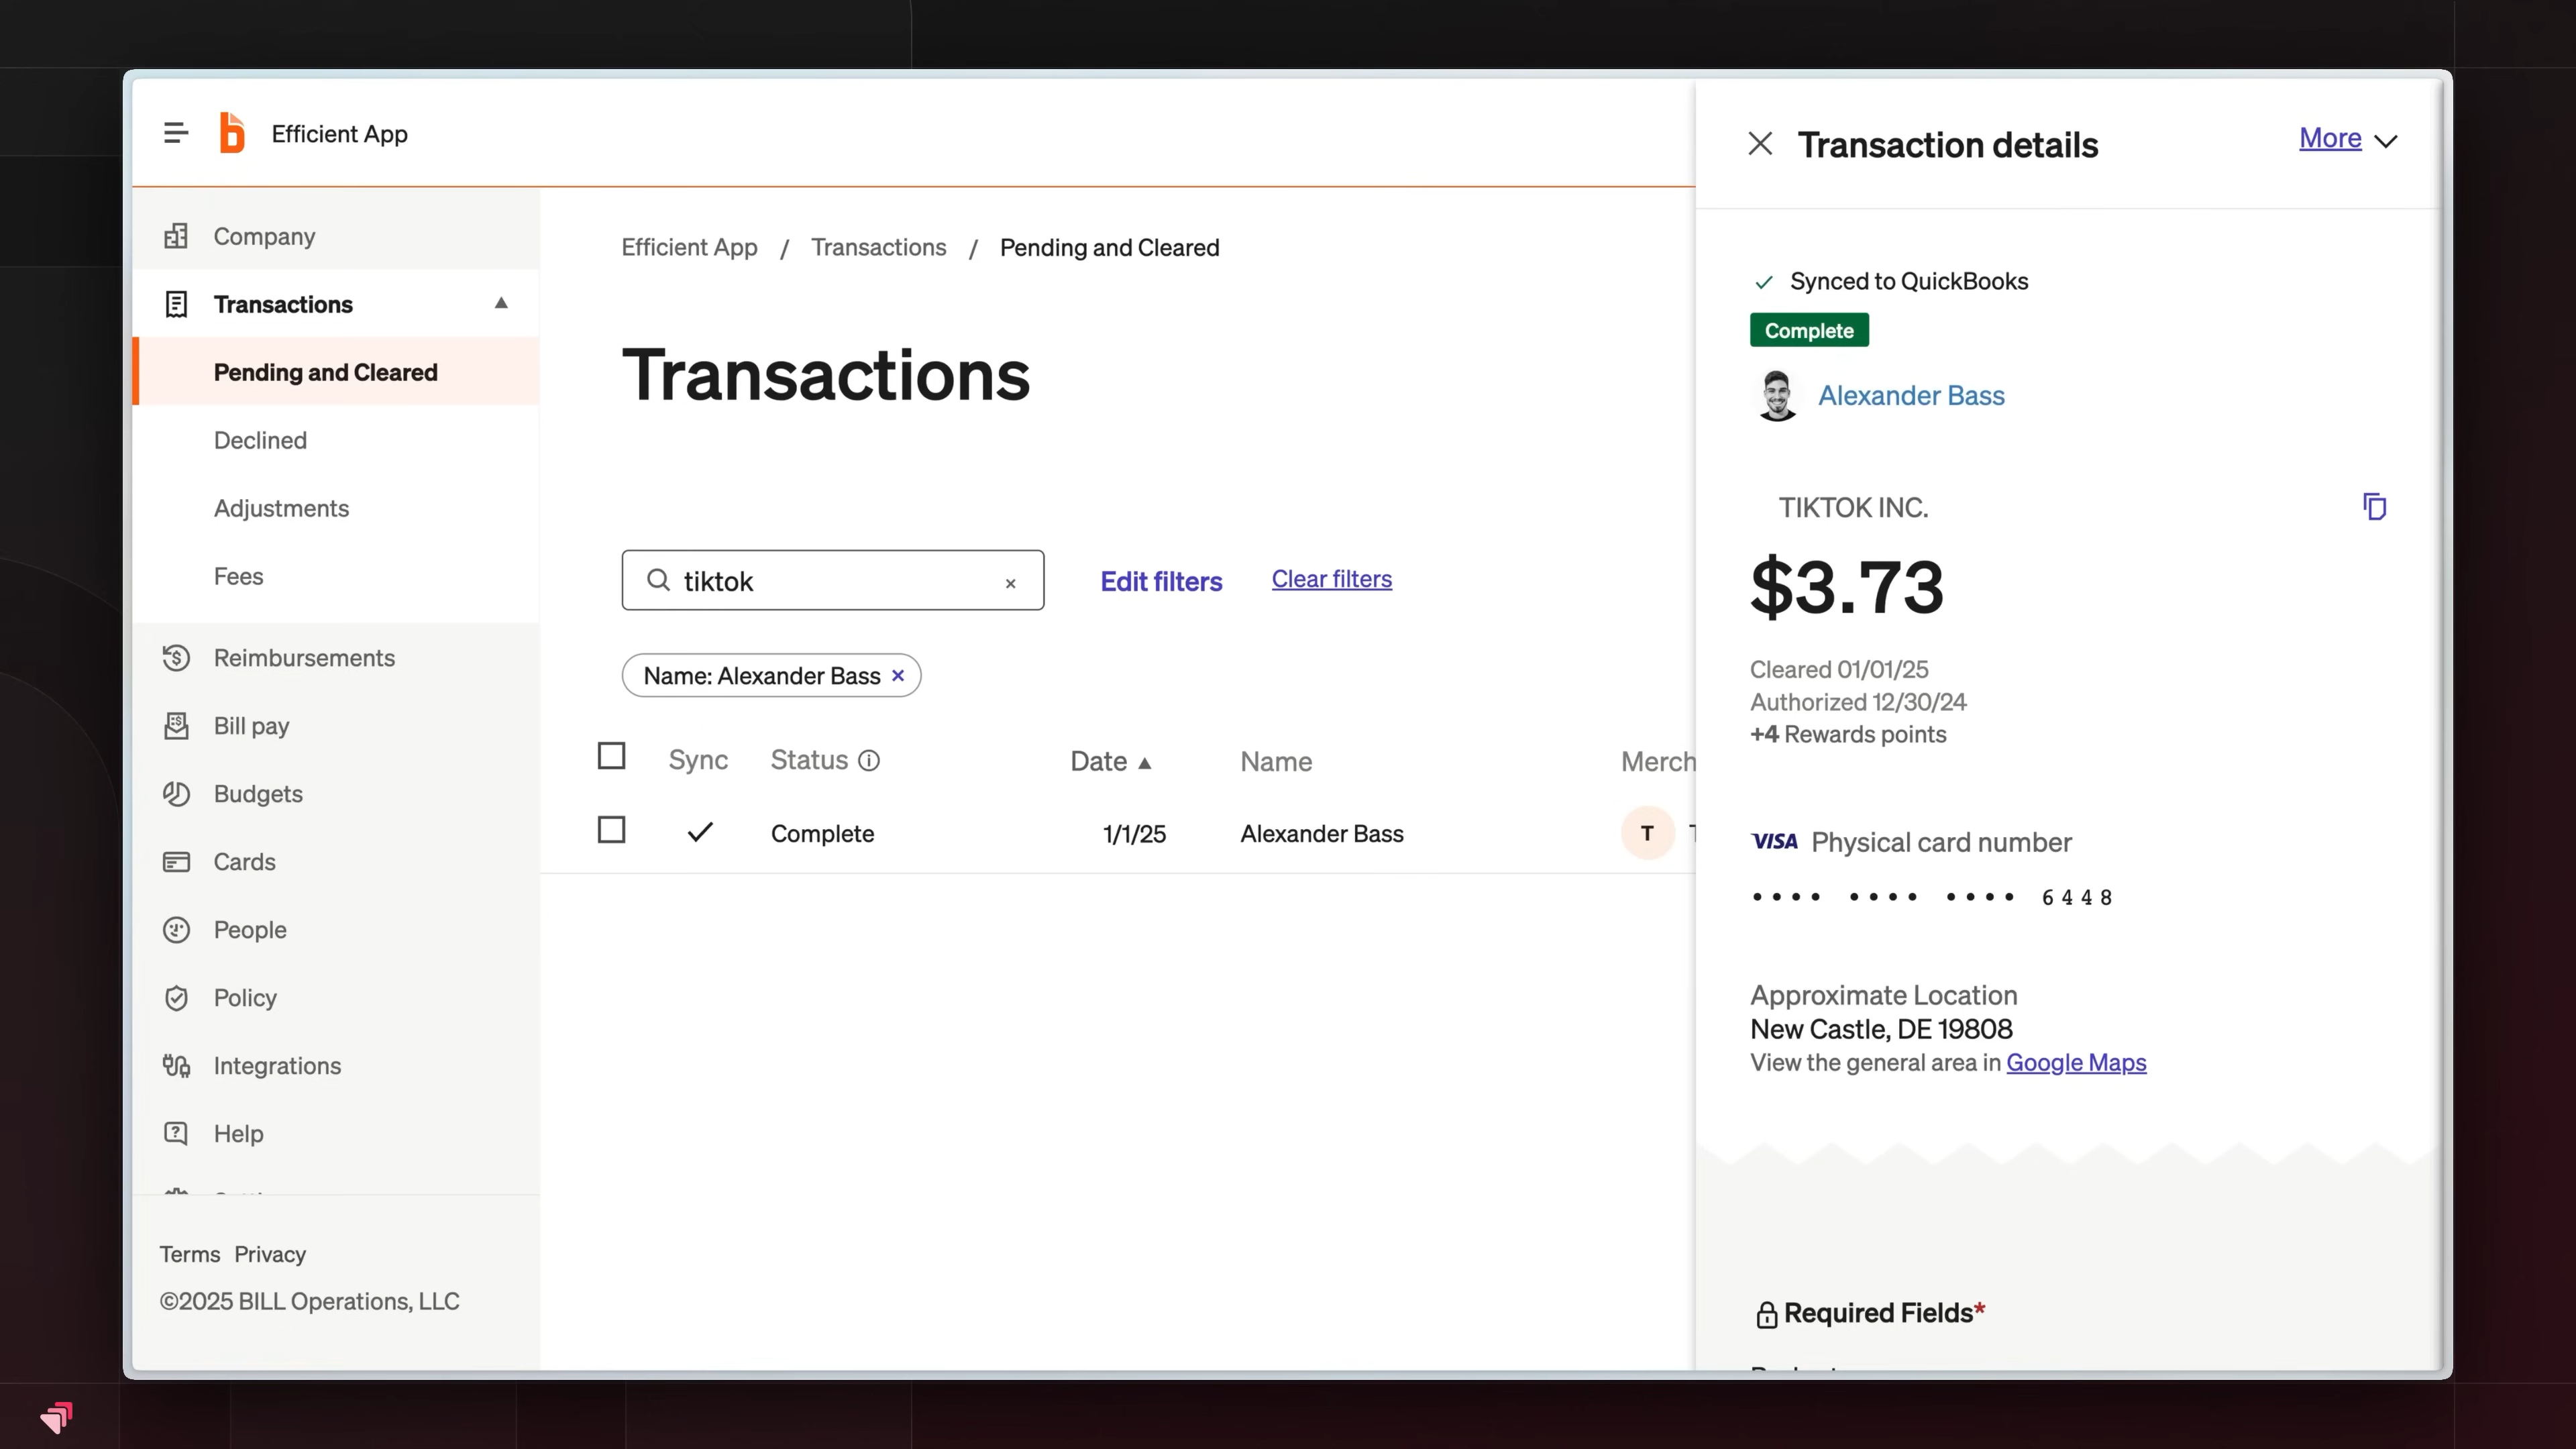 Efficient App
Company
Transactions
Pending and Cleared
Declined
Adjustments
Fees
Reimbursements
Bill pay
Budgets
Cards
People
Policy
Integrations
Help
Terms Privacy
©2025 BILL Operations, LLC
Efficient App / Transactions / Pending and Cleared
Transactions
tiktok
Edit filters
Clear filters
Name: Alexander Bass
Sync Status Date Name Merch
Complete 1/1/25 Alexander Bass T
Transaction details
More
Synced to QuickBooks
Complete
Alexander Bass
TIKTOK INC.
$3.73
Cleared 01/01/25
Authorized 12/30/24
+4 Rewards points
VISA Physical card number
•••• •••• •••• 6448
Approximate Location
New Castle, DE 19808
View the general area in Google Maps
Required Fields*